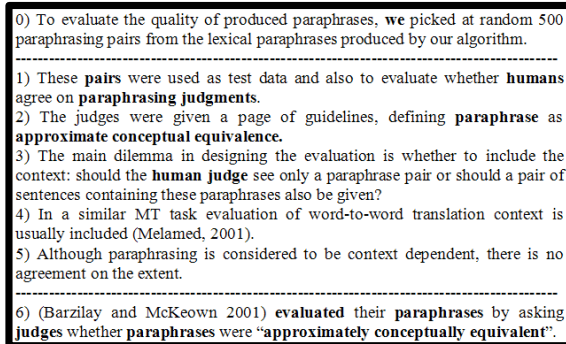 0) To evaluate the quality of produced paraphrases, we picked at random 500
paraphrasing pairs from the lexical paraphrases produced by our algorithm.
1) These pairs were used as test data and also to evaluate whether humans
agree on paraphrasing judgments.
2) The judges were given a page of guidelines, defining paraphrase as
approximate conceptual equivalence.
3) The main dilemma in designing the evaluation is whether to include the
context: should the human judge see only a paraphrase pair or should a pair of
sentences containing these paraphrases also be given?
4) In a similar MT task evaluation of word-to-word translation context is
usually included (Melamed, 2001).
5) Although paraphrasing is considered to be context dependent, there is no
agreement on the extent.
6) (Barzilay and McKeown 2001) evaluated their paraphrases by asking
judges whether paraphrases were “approximately conceptually equivalent”.